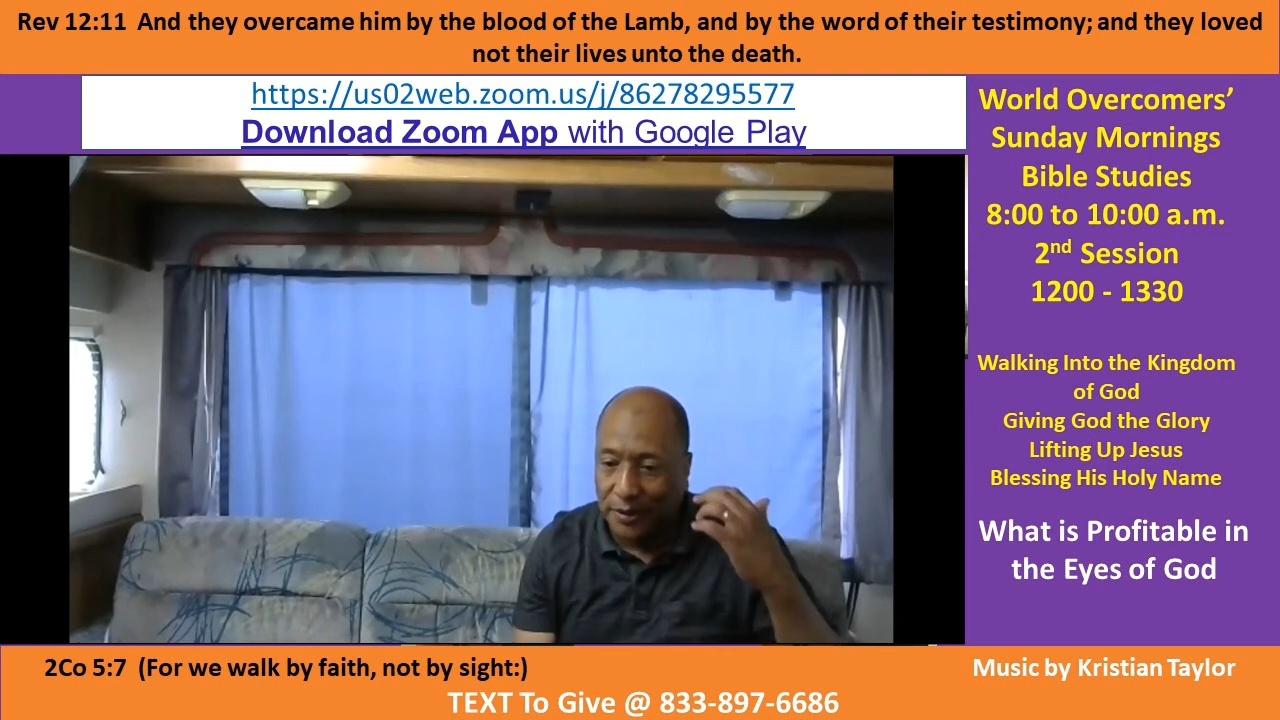 Rev 12:11 And they overcame him by the blood of the Lamb, and by the word of their testimony; and they loved
not their lives unto the death.
https://us02web.zoom.us/j/86278295577
Download Zoom App with Google Play
World Overcomers’
Sunday Mornings
Bible Studies
8:00 to 10:00 a.m.
2nd Session
1200 - 1330
Walking Into the Kingdom
of God
Giving God the Glory
Lifting Up Jesus
Blessing His Holy Name
What is Profitable in
the Eyes of God
2Co 5:7 (For we walk by faith, not by sight:)
Music by Kristian Taylor
TEXT To Give @ 833-897-6686